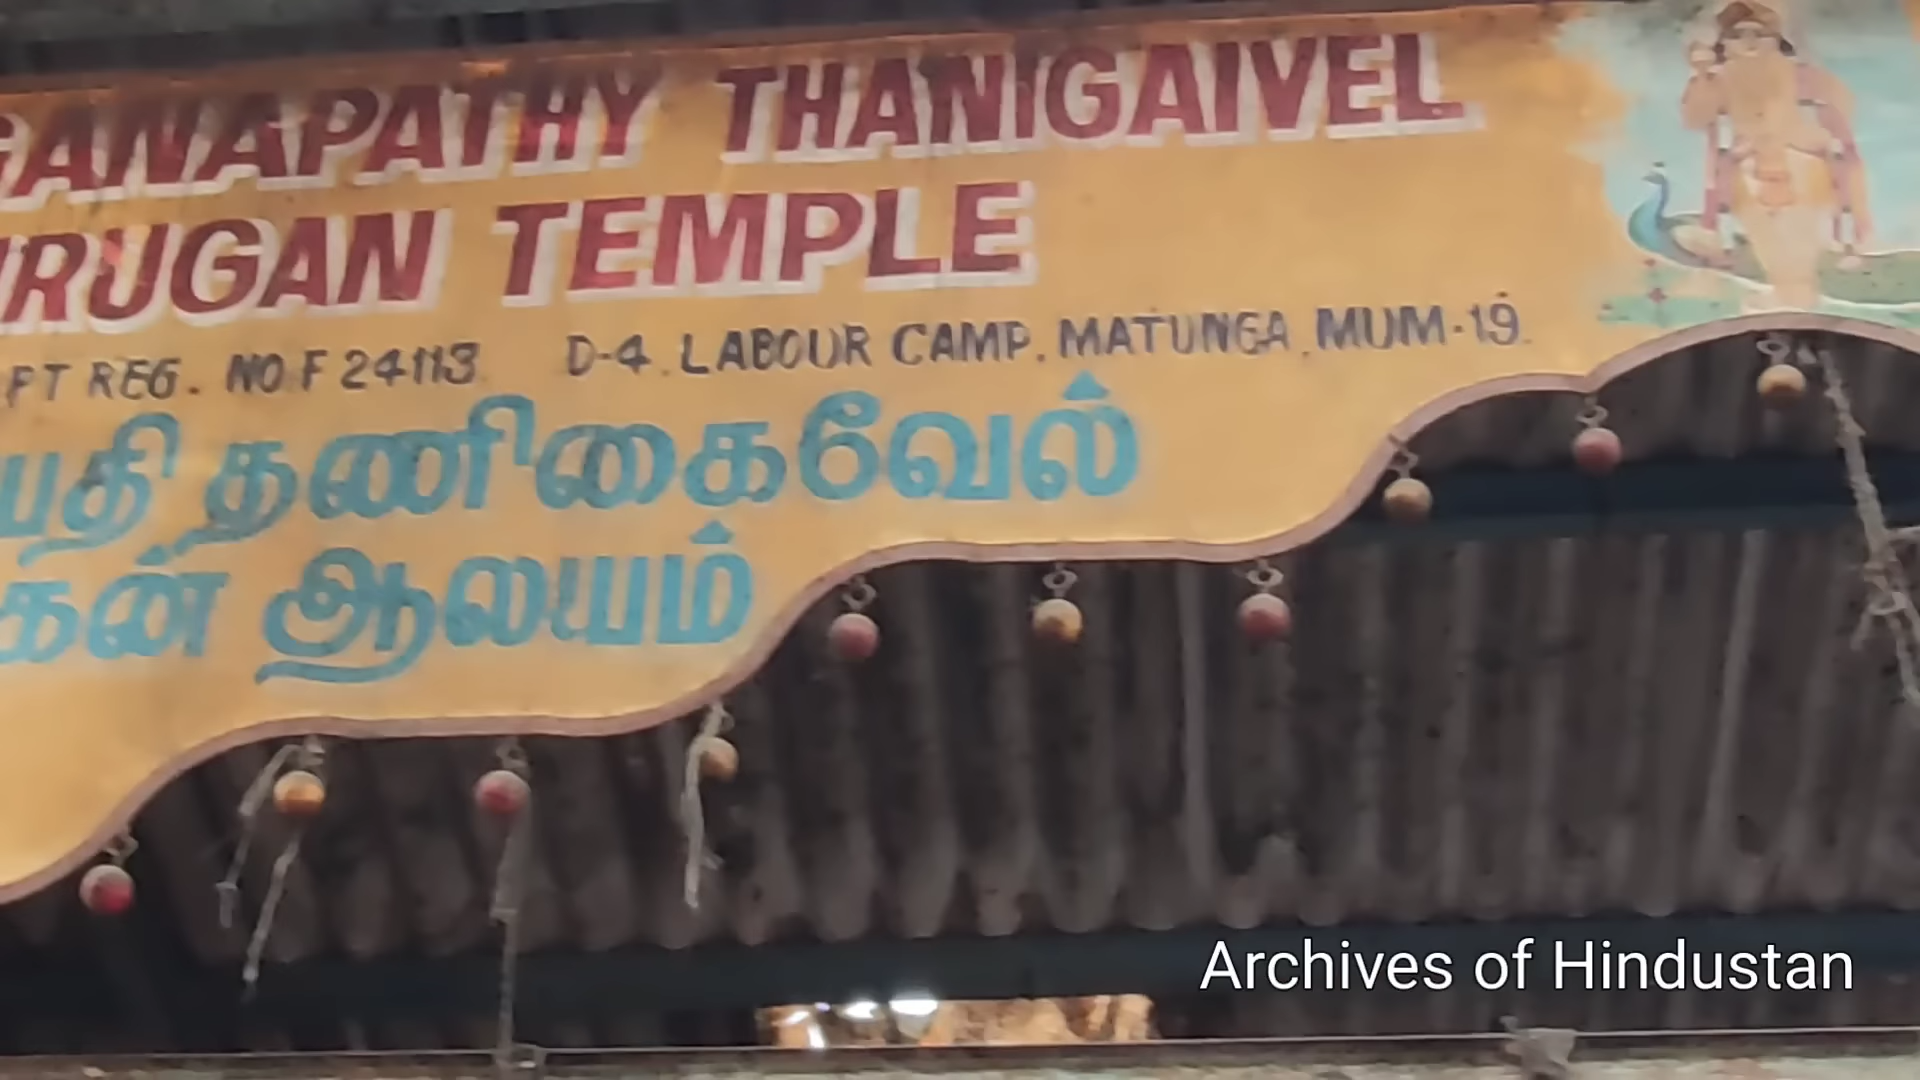 GANAPATHY THANIGAIVEL
URUGAN TEMPLE
PT REG. NO F 24113 D-4. LABOUR CAMP. MATUNGA, MUM-19.
பதி தணிகைவேல்
கன் ஆலயம்
Archives of Hindustan